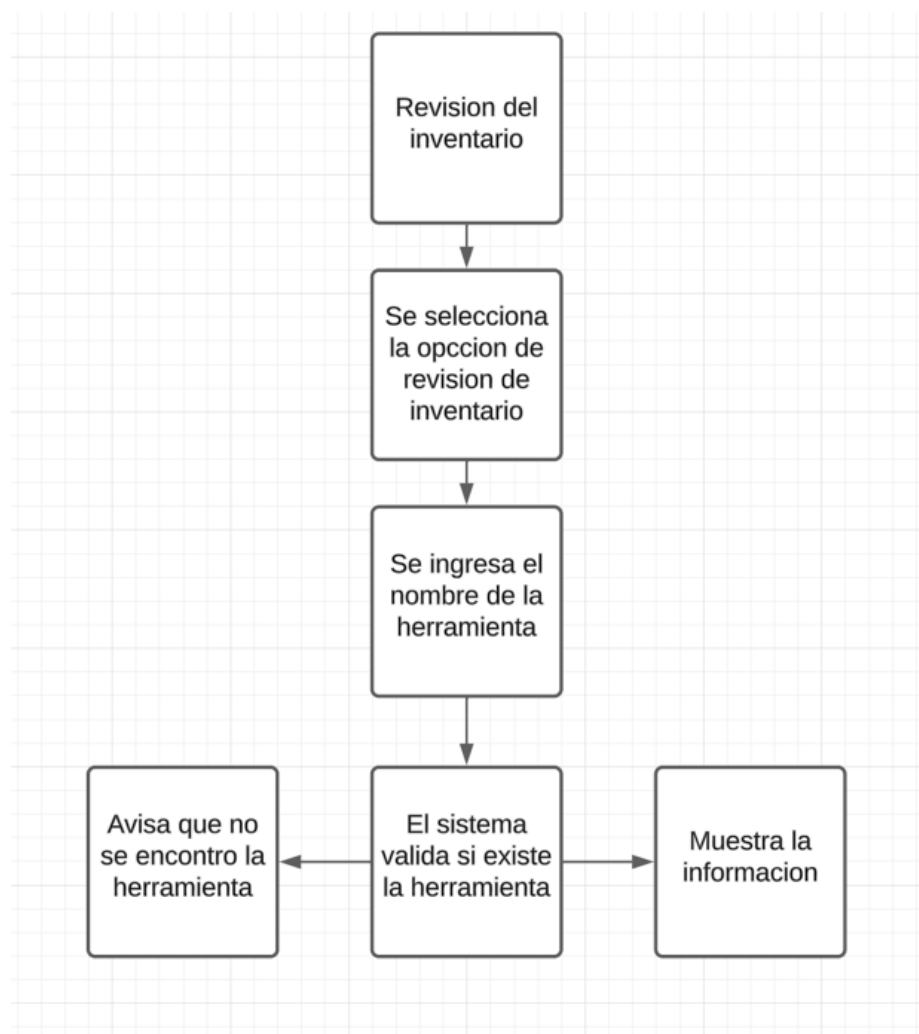 Revision del
inventario
Se selecciona
la opccion de
revision de
inventario
Se ingresa el
nombre de la
herramienta
Avisa que no
se encontro la
herramienta
El sistema
valida si existe
la herramienta
Muestra la
informacion